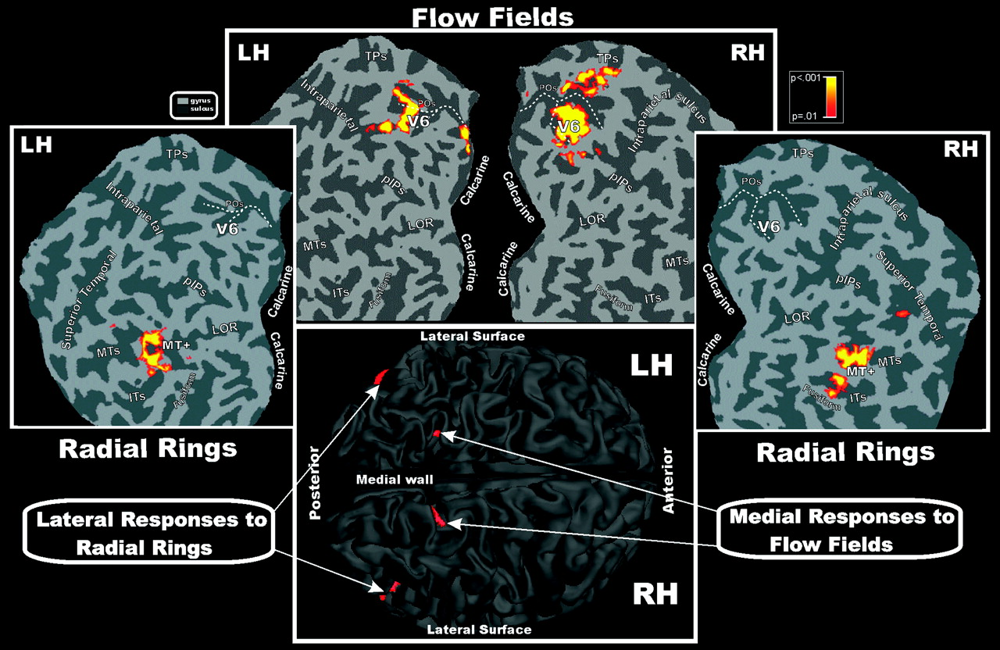 Flow Fields
LH
TPs
Intraparietal
POs
V6
pIPs
LOR
MTs
ITs
Fusiform
Calcarine
Calcarine
RH
TPs
POs
V6
Intraparietal sulcus
pIPs
LOR
MTs
ITs
Fusiform
Calcarine
Calcarine
gyrus
sulcus
p<.001
p=.01
LH
TPs
Intraparietal
POs
V6
Superior Temporal
pIPs
LOR
MT+
MTs
ITs
Fusiform
Calcarine
Calcarine
Radial Rings
RH
TPs
POs
V6
Intraparietal sulcus
Superior Temporal
pIPs
LOR
MTs
MT+
ITs
Fusiform
Calcarine
Calcarine
Radial Rings
Lateral Surface
LH
Posterior
Medial wall
Anterior
RH
Lateral Surface
Lateral Responses to
Radial Rings
Medial Responses to
Flow Fields